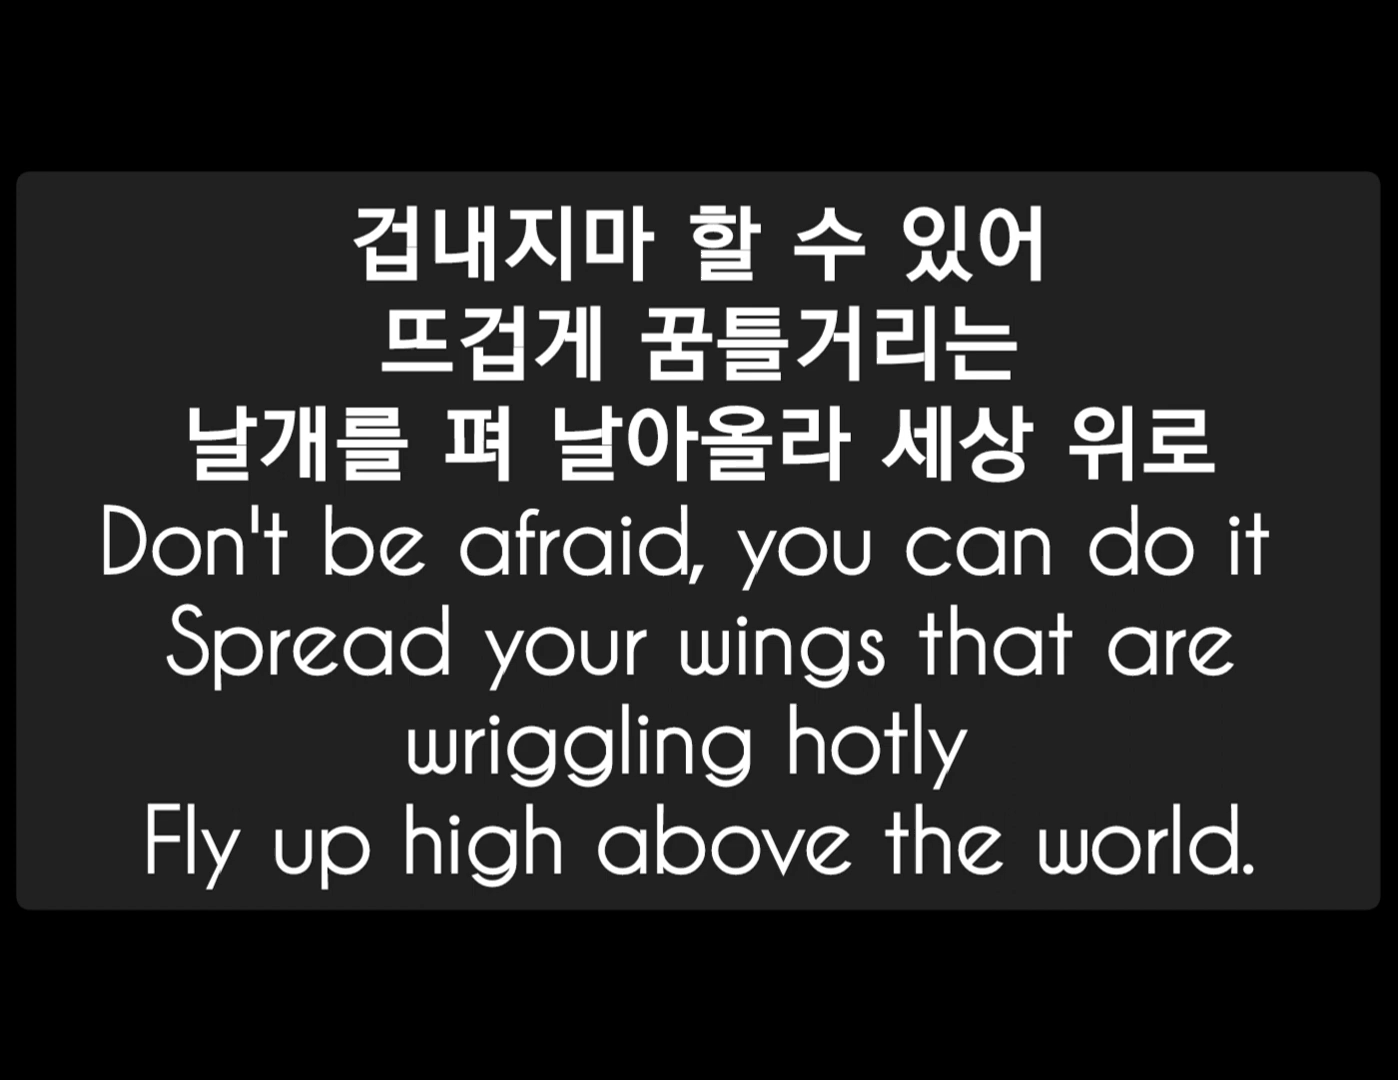 겁내지마 할 수 있어
뜨겁게 꿈틀거리는
날개를 펴 날아올라 세상 위로
Don't be afraid, you can do it
Spread your wings that are
wriggling hotly
Fly up high above the world.